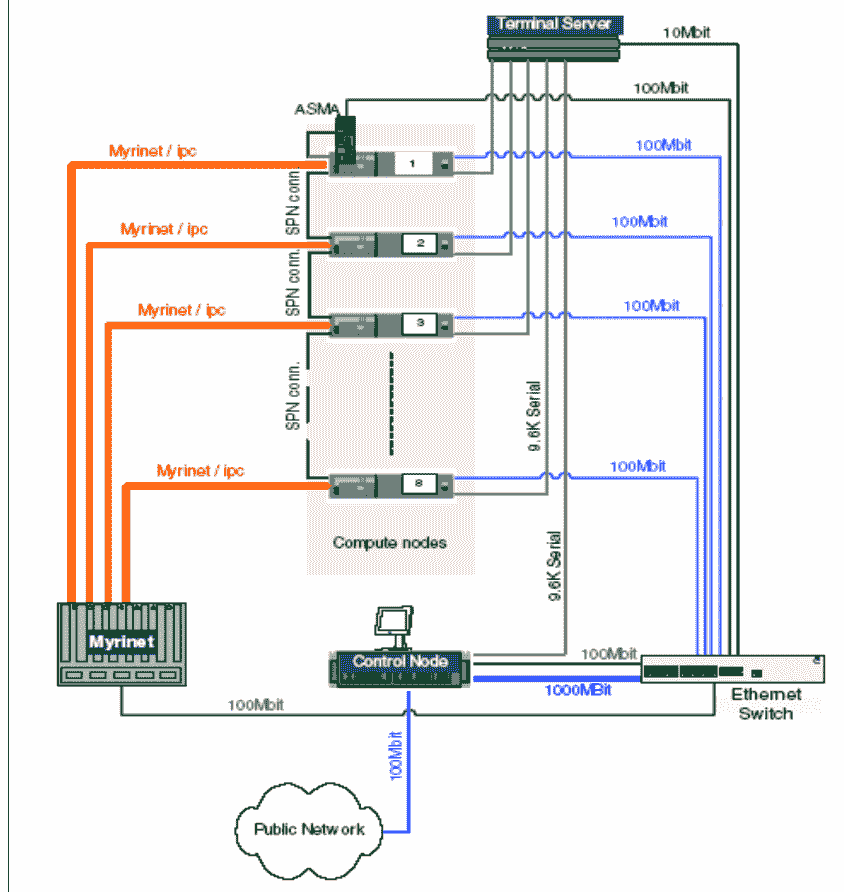 Terminal Server
10Mbit
100Mbit
ASMA
Myrinet / ipc
1
100Mbit
SPN conn.
Myrinet / ipc
2
100Mbit
SPN conn.
Myrinet / ipc
3
100Mbit
SPN conn.
9.6K Serial
Myrinet / ipc
8
100Mbit
Compute nodes
9.6K Serial
Myrinet
Control Node
100Mbit
1000MBit
Ethernet
Switch
100Mbit
100Mbit
Public Network